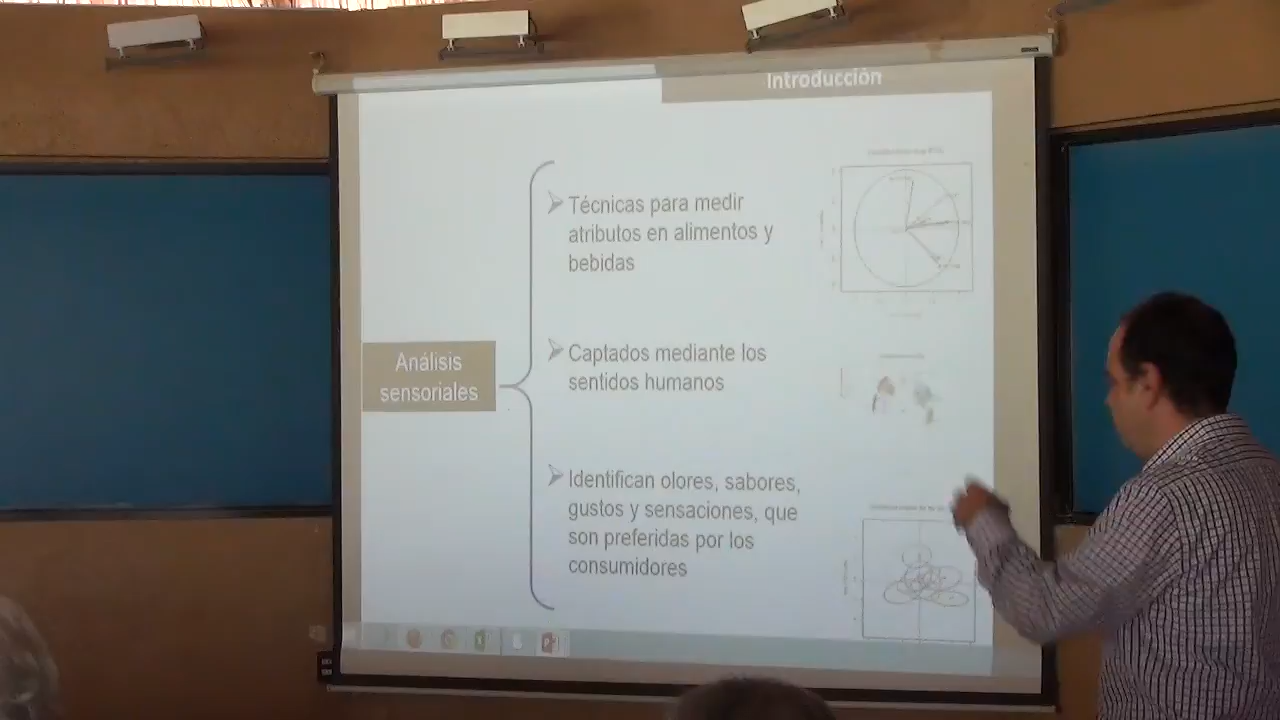 Introducción
Técnicas para medir
atributos en alimentos y
bebidas
Análisis
sensoriales
Captados mediante los
sentidos humanos
Identifican olores, sabores,
gustos y sensaciones, que
son preferidas por los
consumidores